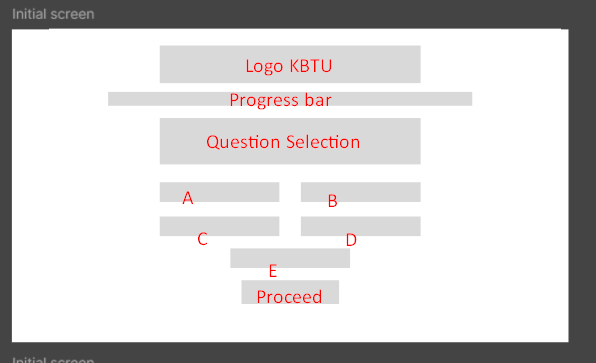 Initial screen
Logo KBTU
Progress bar
Question Selection
A
B
C
D
E
Proceed
Initial screen